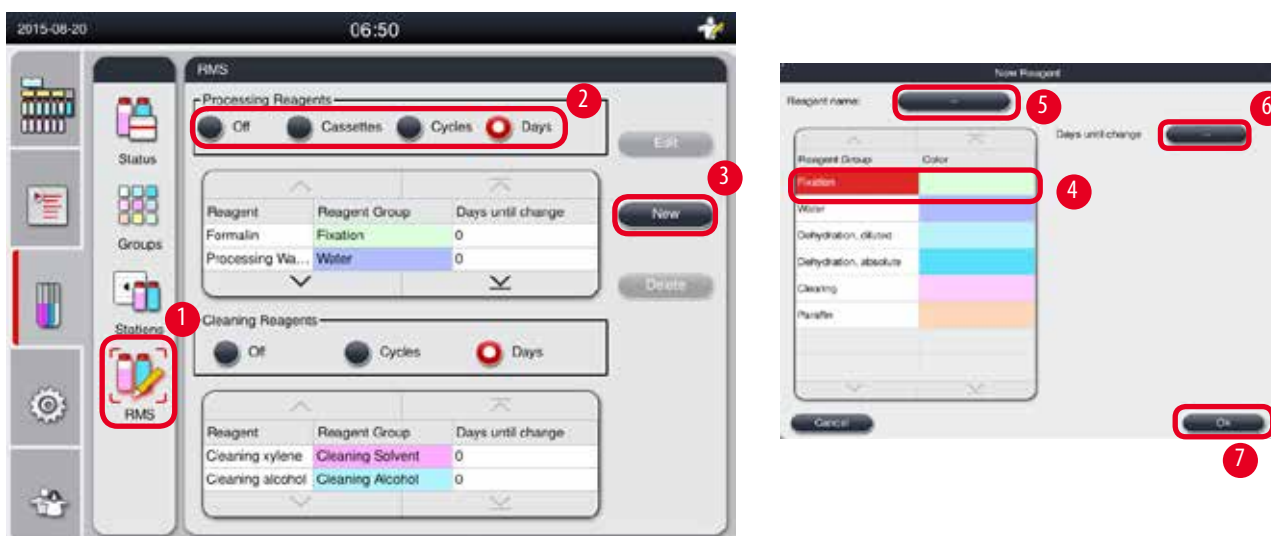 2015-08-20 06:50
RMS
Processing Reagents
2
Off Cassettes Cycles Days
Edit
Status
3
Reagent Reagent Group Days until change
New
Formalin Fixation 0
Groups
Processing Wa... Water 0
Delete
1
Stations
Cleaning Reagents
Of Cycles Days
RMS
Reagent Reagent Group Days until change
Cleaning xylene Cleaning Solvent 0
Cleaning alcohol Cleaning Alcohol 0
New Reagent
Reagent name: --
5
6
Days until change --
Reagent Group Color
Fixation
4
Water
Dehydration, diluted
Dehydration, absolute
Clearing
Paraffin
Cancel
Ok
7